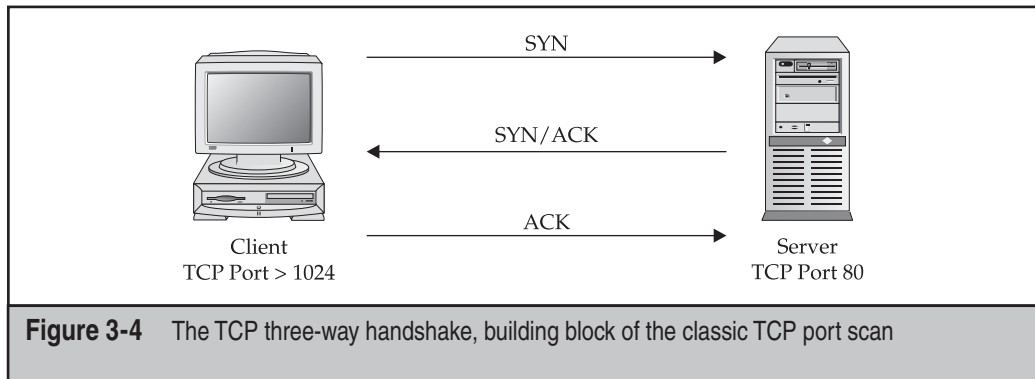 SYN
SYN/ACK
ACK
Client
TCP Port > 1024
Server
TCP Port 80
Figure 3-4 The TCP three-way handshake, building block of the classic TCP port scan